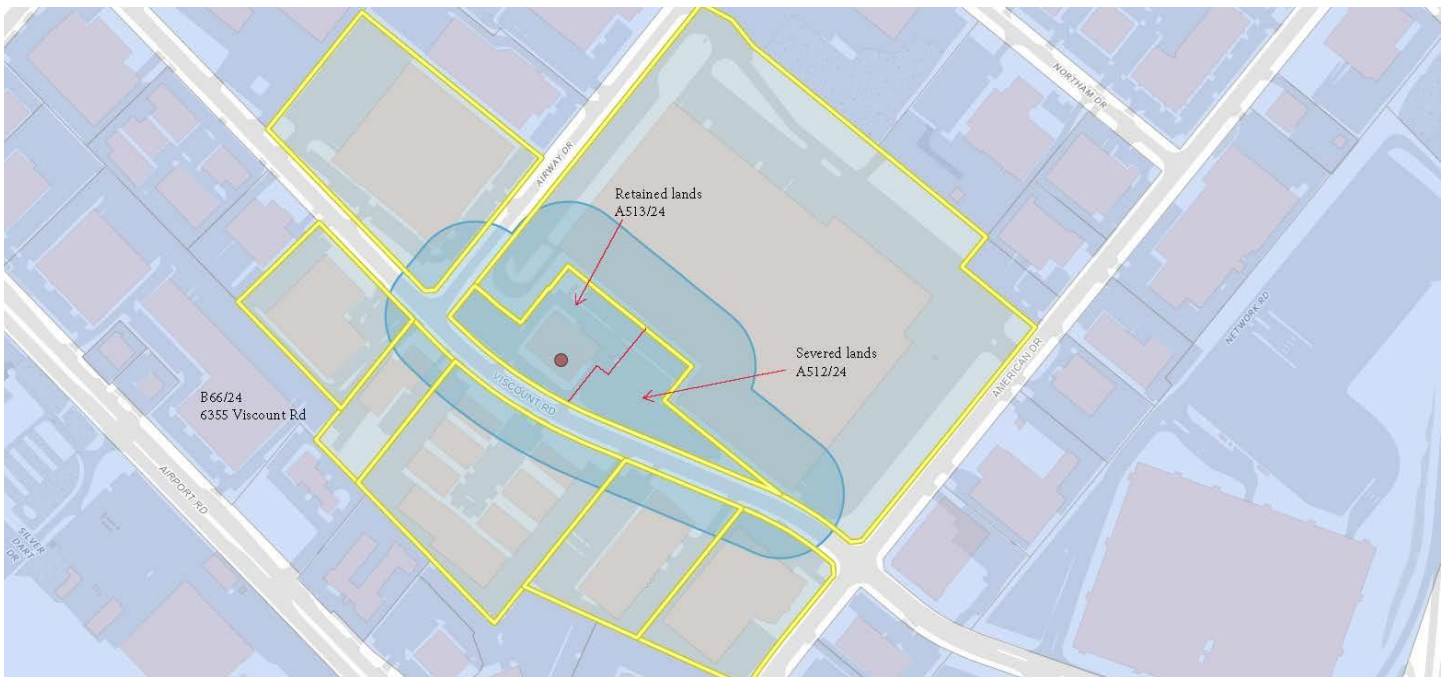 NORTHAM DR
AIRWAY DR
Retained lands
A513/24
NETWORK RD
AMERICAN DR
Severed lands
A512/24
VISCOUNT RD
B66/24
6355 Viscount Rd
AIRPORT RD
SILVER
DART
DR